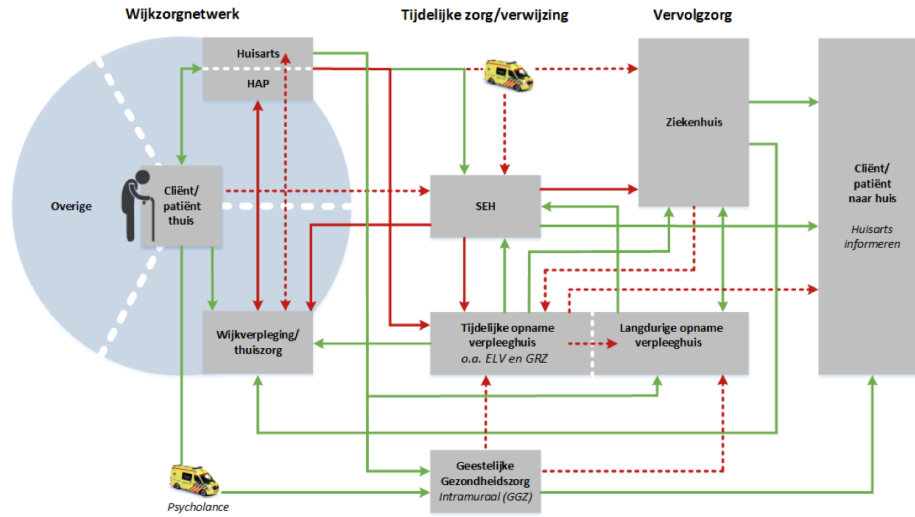 Wijkzorgnetwerk
Tijdelijke zorg/verwijzing
Vervolgzorg
Huisarts
HAP
Overige
Cliënt/
patiënt
thuis
Wijkverpleging/
thuiszorg
Psycholance
SEH
Tijdelijke opname
verpleeghuis
o.a. ELV en GRZ
Langdurige opname
verpleeghuis
Geestelijke
Gezondheidszorg
Intramuraal (GGZ)
Ziekenhuis
Cliënt/
patiënt
naar huis
Huisarts
informeren